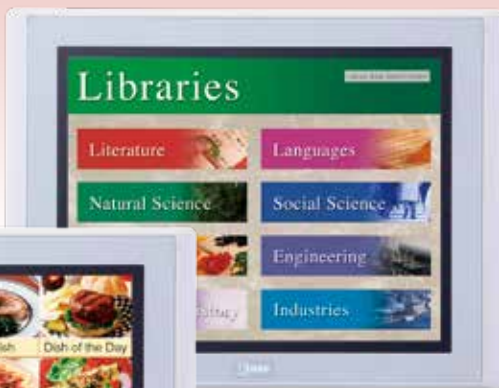 Libraries
Literature
Languages
Natural Science
Social Science
Engineering
Industries
Dish of the Day